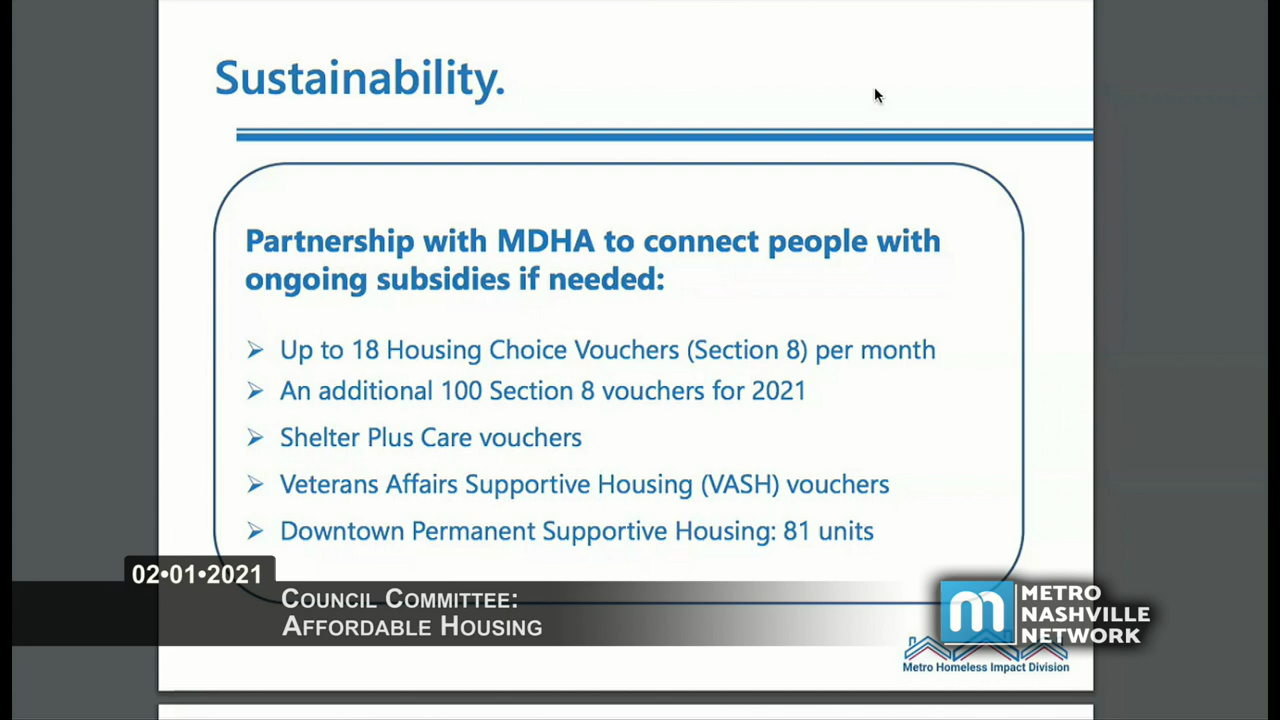 Sustainability.
Partnership with MDHA to connect people with
ongoing subsidies if needed:
➢ Up to 18 Housing Choice Vouchers (Section 8) per month
➢ An additional 100 Section 8 vouchers for 2021
➢ Shelter Plus Care vouchers
➢ Veterans Affairs Supportive Housing (VASH) vouchers
➢ Downtown Permanent Supportive Housing: 81 units
02•01•2021
COUNCIL COMMITTEE:
AFFORDABLE HOUSING
m METRO
NASHVILLE
NETWORK
Metro Homeless Impact Division